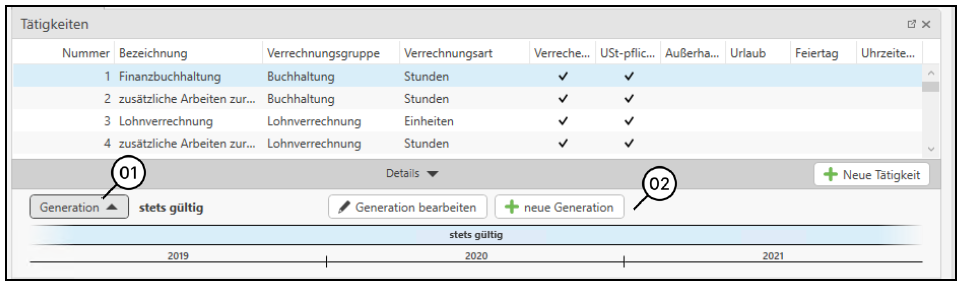 Tätigkeiten
Nummer Bezeichnung Verrechnungsgruppe Verrechnungsart Verreche... USt-pflic... Außerha... Urlaub Feiertag Uhrzeite...
1 Finanzbuchhaltung Buchhaltung Stunden ✓ ✓
2 zusätzliche Arbeiten zur... Buchhaltung Stunden ✓ ✓
3 Lohnverrechnung Lohnverrechnung Einheiten ✓ ✓
4 zusätzliche Arbeiten zur... Lohnverrechnung Stunden ✓ ✓
01 Details Neue Tätigkeit
02
Generation stets gültig Generation bearbeiten neue Generation
stets gültig
2019 2020 2021